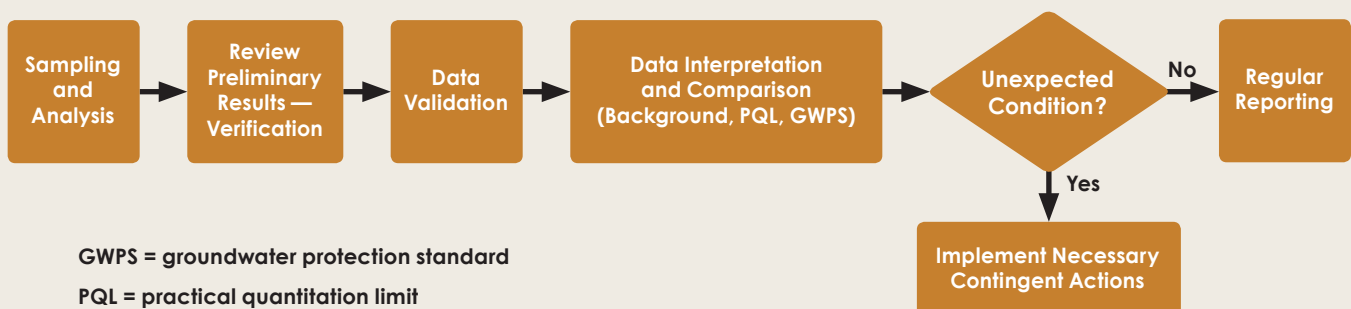 Sampling
and
Analysis
Review
Preliminary
Results —
Verification
Data
Validation
Data Interpretation
and Comparison
(Background, PQL, GWPS)
Unexpected
Condition?
No
Regular
Reporting
Yes
Implement Necessary
Contingent Actions
GWPS = groundwater protection standard
PQL = practical quantitation limit